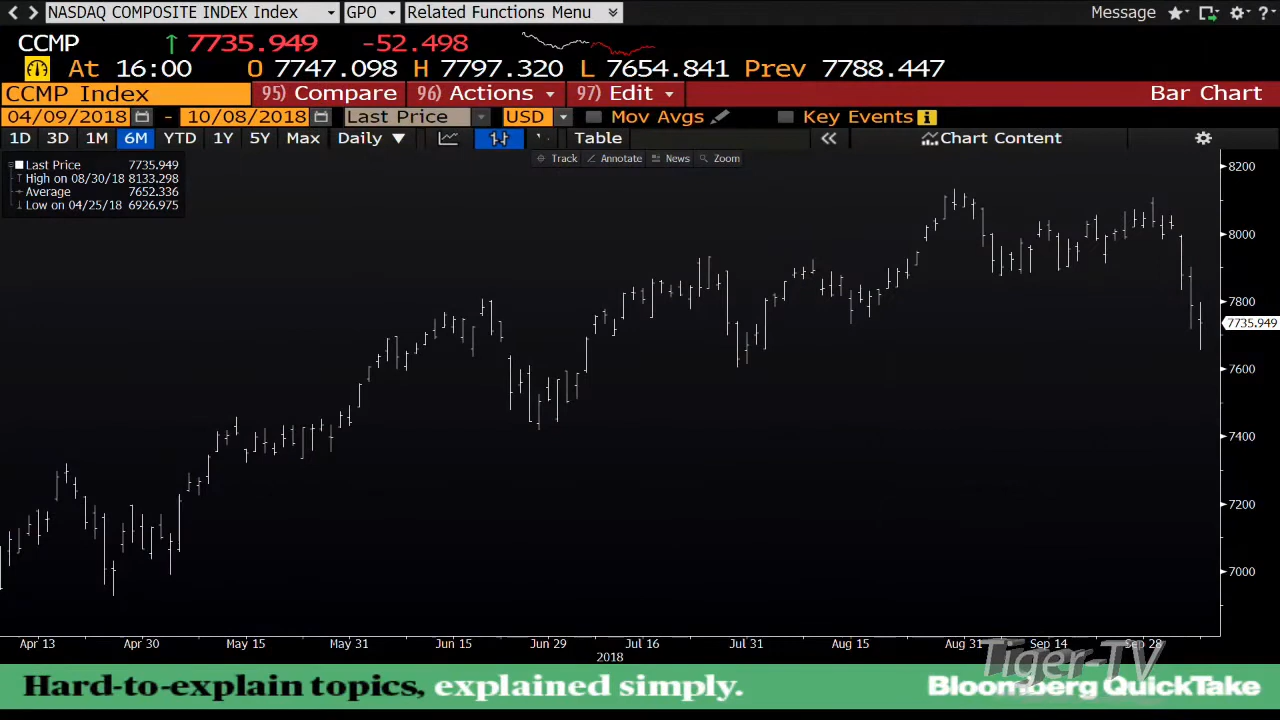 NASDAQ COMPOSITE INDEX Index GPO Related Functions Menu Message ?
CCMP 7735.949 -52.498
At 16:00 O 7747.098 H 7797.320 L 7654.841 Prev 7788.447
CCMP Index 95) Compare 96) Actions 97) Edit Bar Chart
04/09/2018 - 10/08/2018 Last Price USD Mov Avgs Key Events
1D 3D 1M 6M YTD 1Y 5Y Max Daily Table Chart Content
Track Annotate News Zoom
Last Price 7735.949
High on 08/30/18 8133.298
Average 7652.336
Low on 04/25/18 6926.975
8200
8000
7800
7735.949
7600
7400
7200
7000
Apr 13 Apr 30 May 15 May 31 Jun 15 Jun 29 Jul 16 Jul 31 Aug 15 Aug 31 Sep 14 Sep 28
2018
Tiger-TV
Hard-to-explain topics, explained simply. Bloomberg QuickTake